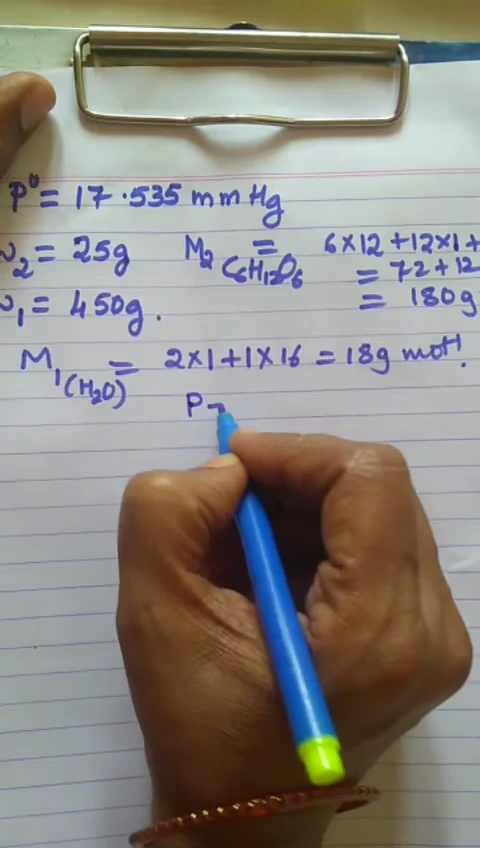 P⁰ = 17.535 mm Hg
w₂ = 25g M₂ C₆H₁₂O₆ = 6×12 + 12×1 +
= 72 + 12
w₁ = 450g. = 180g
M₁(H₂O) = 2×1 + 1×16 = 18g mol⁻¹.
P